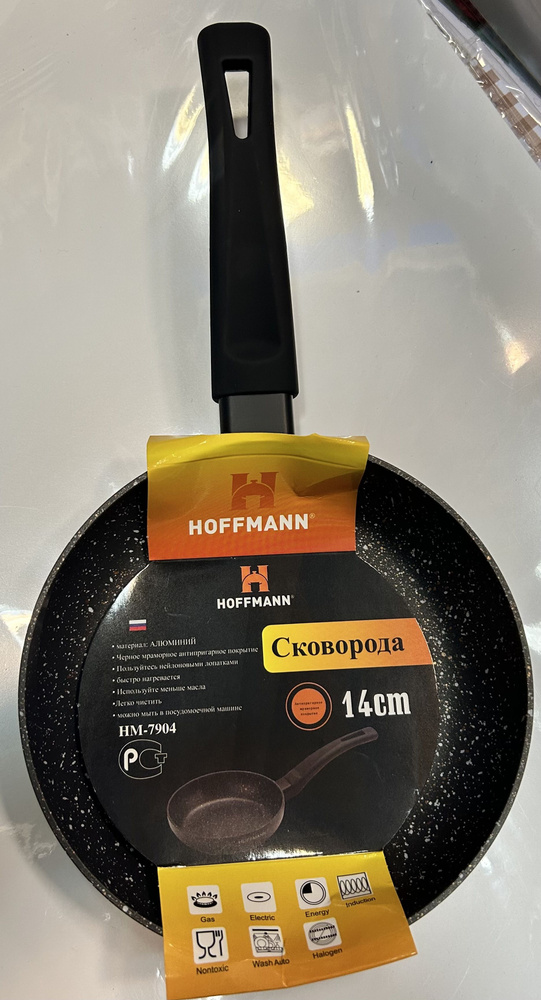 HOFFMANN®
HOFFMANN®
• материал: АЛЮМИНИЙ
• Черное мраморное антипригарное покрытие
• Пользуйтесь нейлоновыми лопатками
• быстро нагревается
• Используйте меньше масла
•Легко чистить
• можно мыть в посудомоечной машине
HM-7904
РСТ
Сковорода
14cm
Gas
Electric
Energy
Induction
Nontoxic
Wash Auto
Halogen